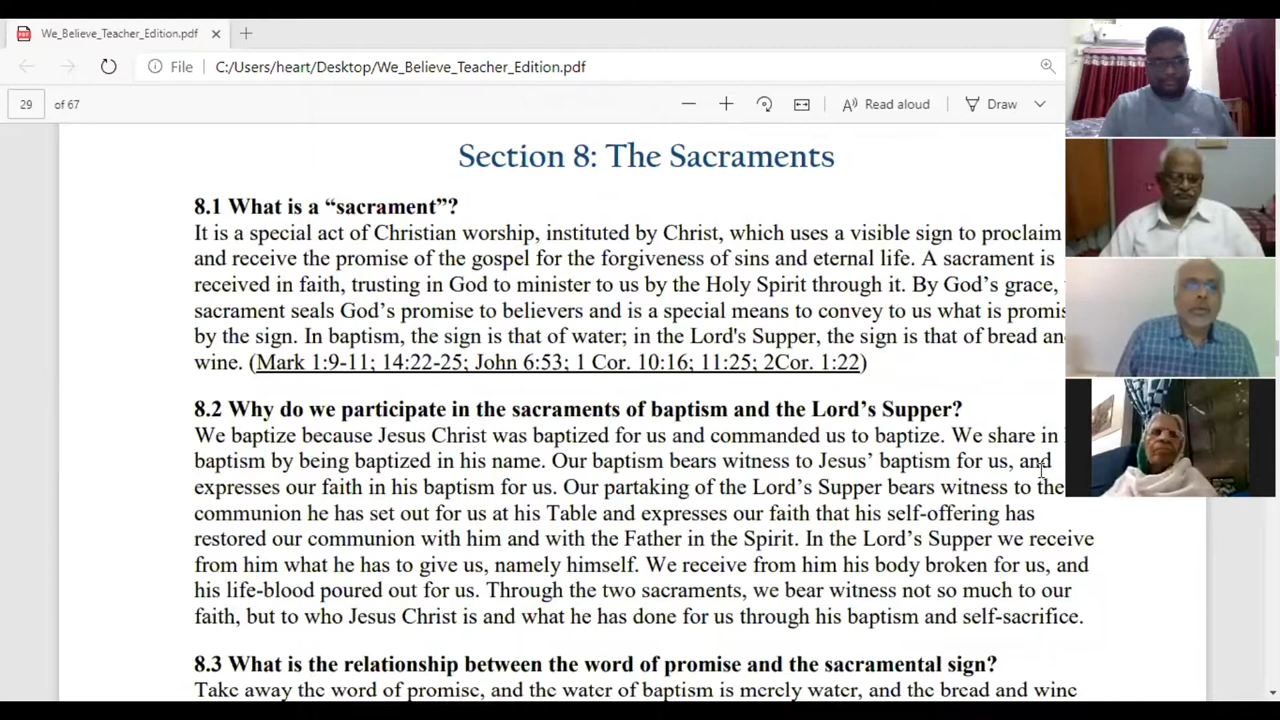 We_Believe_Teacher_Edition.pdf
File C:/Users/heart/Desktop/We_Believe_Teacher_Edition.pdf
29 of 67 Read aloud Draw
Section 8: The Sacraments
8.1 What is a “sacrament”?
It is a special act of Christian worship, instituted by Christ, which uses a visible sign to proclaim
and receive the promise of the gospel for the forgiveness of sins and eternal life. A sacrament is
received in faith, trusting in God to minister to us by the Holy Spirit through it. By God’s grace,
sacrament seals God’s promise to believers and is a special means to convey to us what is promis
by the sign. In baptism, the sign is that of water; in the Lord's Supper, the sign is that of bread an
wine. (Mark 1:9-11; 14:22-25; John 6:53; 1 Cor. 10:16; 11:25; 2Cor. 1:22)
8.2 Why do we participate in the sacraments of baptism and the Lord’s Supper?
We baptize because Jesus Christ was baptized for us and commanded us to baptize. We share in
baptism by being baptized in his name. Our baptism bears witness to Jesus’ baptism for us, and
expresses our faith in his baptism for us. Our partaking of the Lord’s Supper bears witness to the
communion he has set out for us at his Table and expresses our faith that his self-offering has
restored our communion with him and with the Father in the Spirit. In the Lord’s Supper we receive
from him what he has to give us, namely himself. We receive from him his body broken for us, and
his life-blood poured out for us. Through the two sacraments, we bear witness not so much to our
faith, but to who Jesus Christ is and what he has done for us through his baptism and self-sacrifice.
8.3 What is the relationship between the word of promise and the sacramental sign?
Take away the word of promise, and the water of baptism is merely water, and the bread and wine